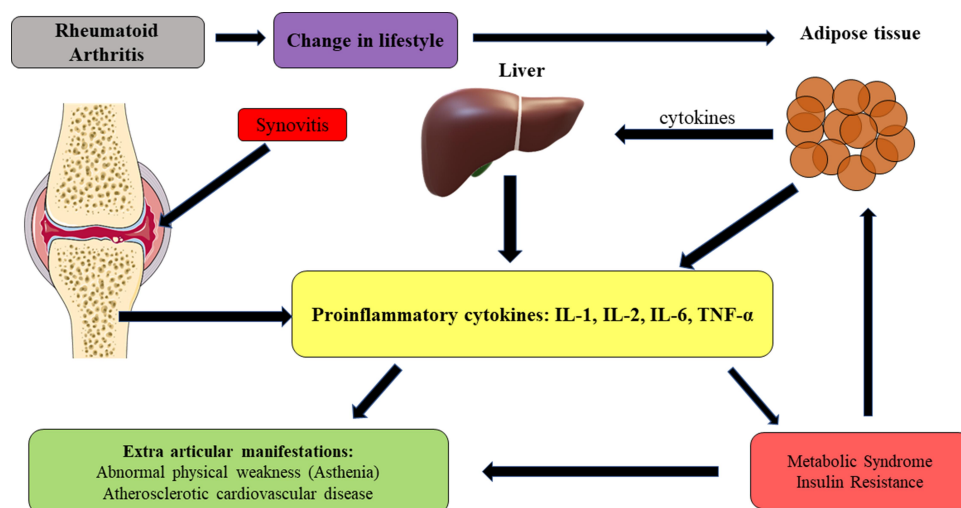 Rheumatoid
Arthritis
Change in lifestyle
Adipose tissue
Liver
Synovitis
cytokines
Proinflammatory cytokines: IL-1, IL-2, IL-6, TNF-α
Extra articular manifestations:
Abnormal physical weakness (Asthenia)
Atherosclerotic cardiovascular disease
Metabolic Syndrome
Insulin Resistance